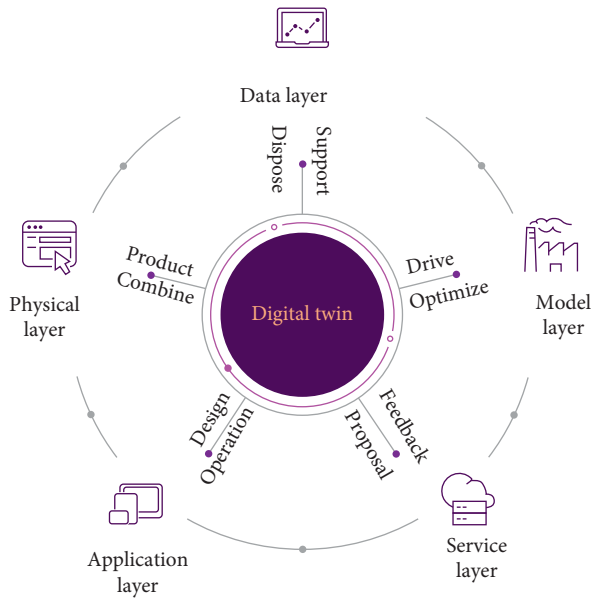 Data layer
Dispose
Support
Product
Combine
Drive
Optimize
Physical
layer
Digital twin
Model
layer
Design
Operation
Feedback
Proposal
Application
layer
Service
layer